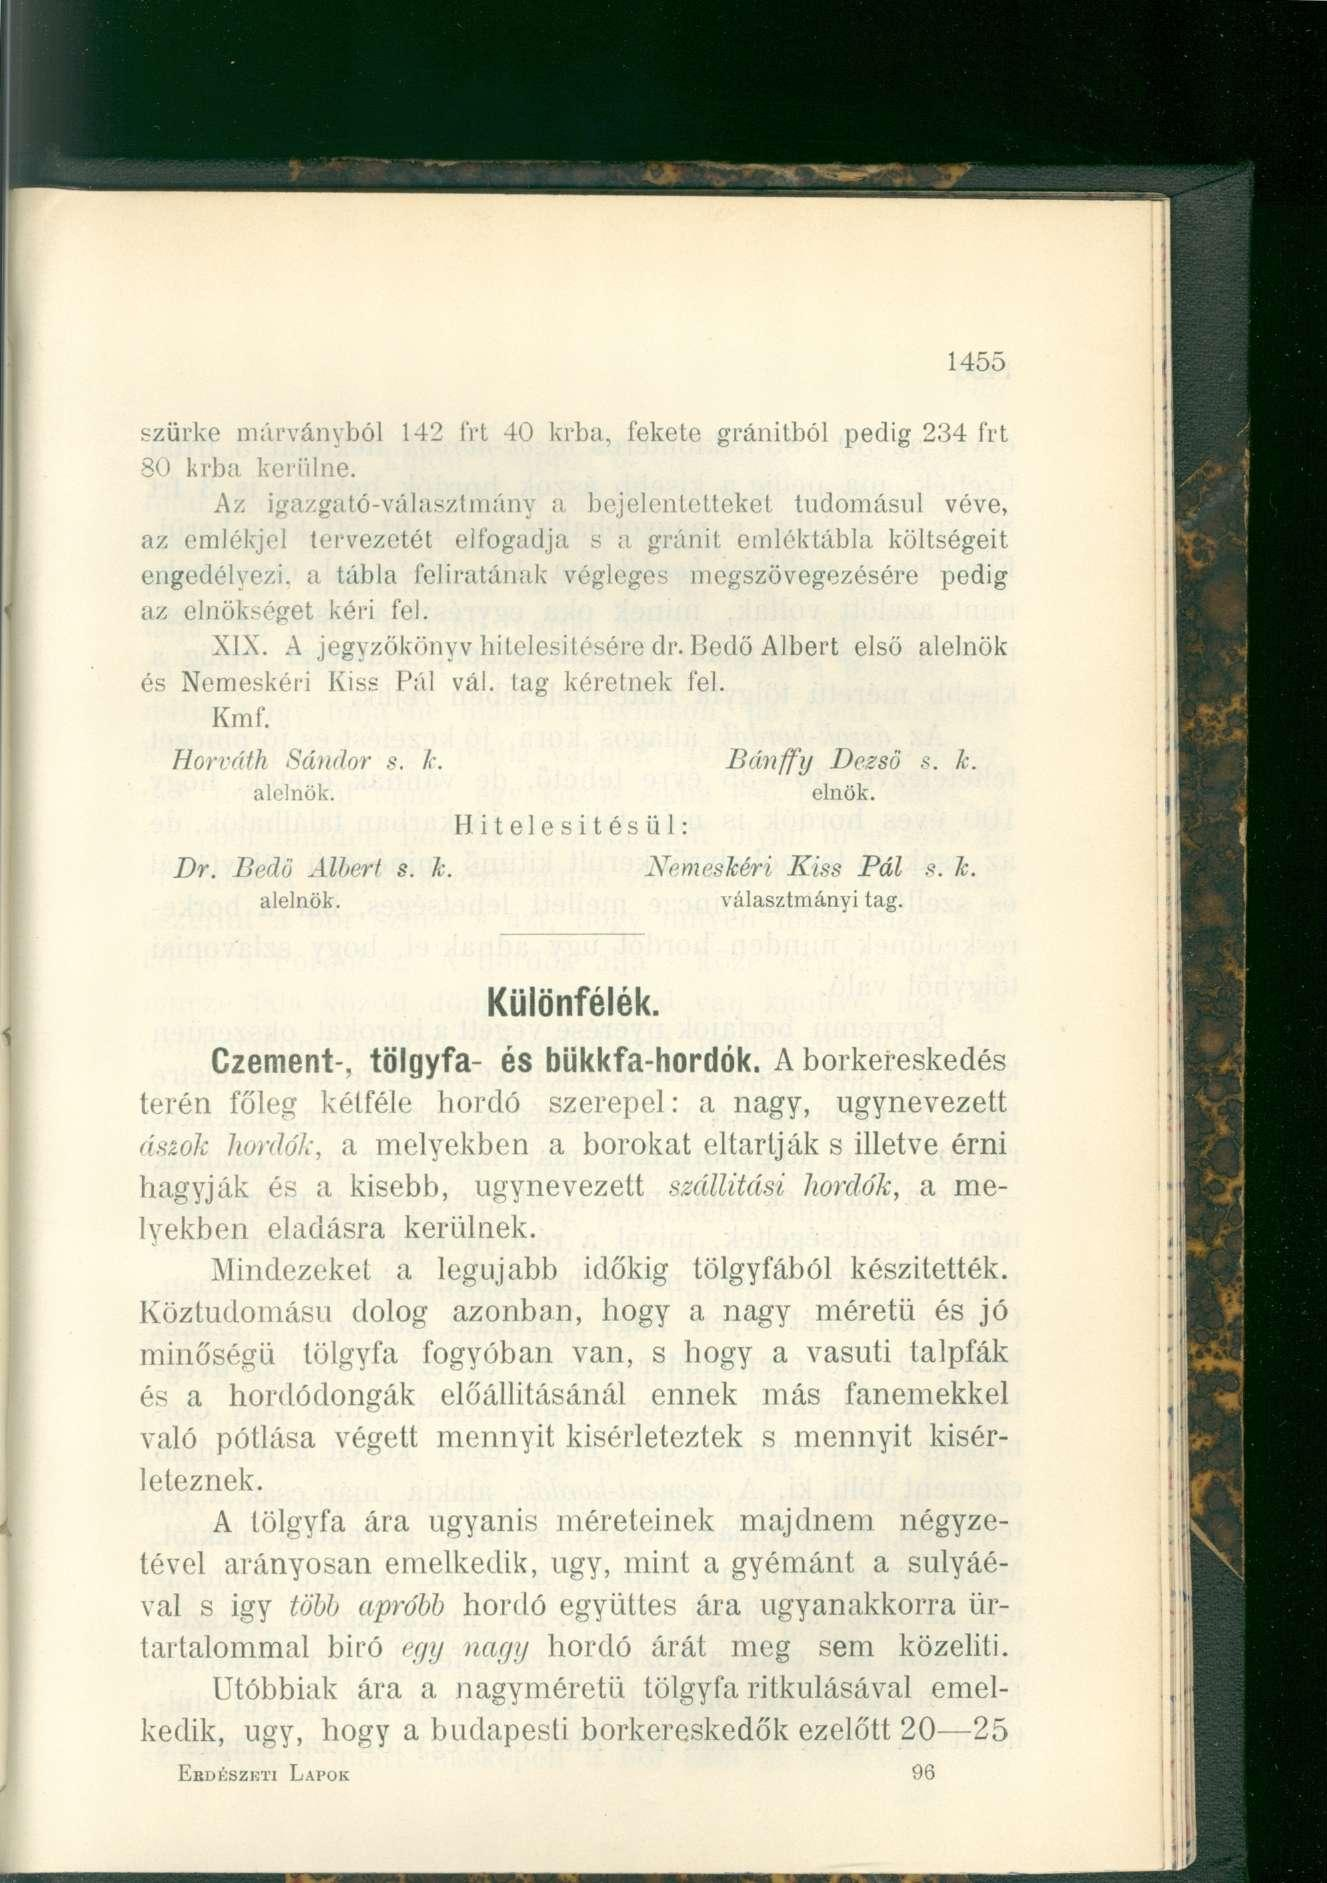 1455
szürke márványból 142 frt 40 krba, fekete gránitból pedig 234 frt
80 krba kerülne.
Az igazgató-választmány a bejelentetteket tudomásul véve,
az emlékjel tervezetét elfogadja s a gránit emléktábla költségeit
engedélyezi, a tábla feliratának végleges megszövegezésére pedig
az elnökséget kéri fel.
XIX. A jegyzőkönyv hitelesitésére dr. Bedő Albert első alelnök
és Nemeskéri Kiss Pál vál. tag kéretnek fel.
Kmf.
Horváth Sándor s. k. Bánffy Dezső s. k.
alelnök. elnök.
Hitelesitésül:
Dr. Bedő Albert s. k. Nemeskéri Kiss Pál s. k.
alelnök. választmányi tag.
Különfélék.
Czement-, tölgyfa- és bükkfa-hordók. A borkereskedés
terén főleg kétféle hordó szerepel: a nagy, ugynevezett
ászok hordók, a melyekben a borokat eltartják s illetve érni
hagyják és a kisebb, ugynevezett szállitási hordók, a me-
lyekben eladásra kerülnek.
Mindezeket a legujabb időkig tölgyfából készitették.
Köztudomásu dolog azonban, hogy a nagy méretü és jó
minőségü tölgyfa fogyóban van, s hogy a vasuti talpfák
és a hordódongák előállitásánál ennek más fanemekkel
való pótlása végett mennyit kisérleteztek s mennyit kisér-
leteznek.
A tölgyfa ára ugyanis méreteinek majdnem négyze-
tével arányosan emelkedik, ugy, mint a gyémánt a sulyáé-
val s igy több apróbb hordó együttes ára ugyanakkorra ür-
tartalommal biró egy nagy hordó árát meg sem közeliti.
Utóbbiak ára a nagyméretü tölgyfa ritkulásával emel-
kedik, ugy, hogy a budapesti borkereskedők ezelőtt 20—25
Erdészeti Lapok 96